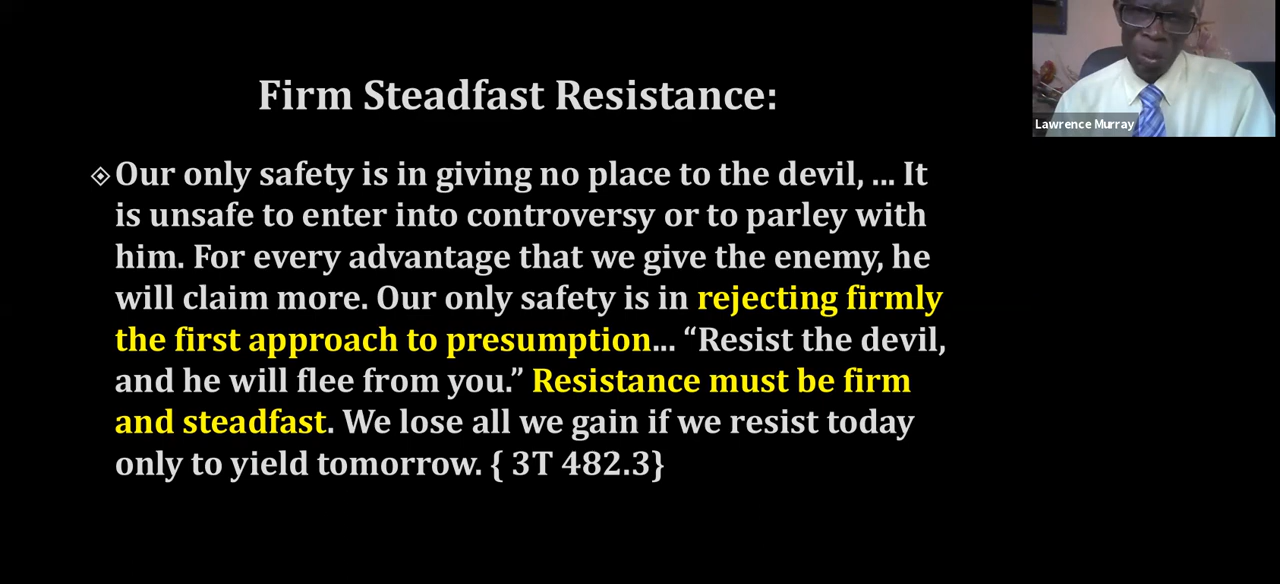 Firm Steadfast Resistance:
Our only safety is in giving no place to the devil, ... It
is unsafe to enter into controversy or to parley with
him. For every advantage that we give the enemy, he
will claim more. Our only safety is in rejecting firmly
the first approach to presumption... “Resist the devil,
and he will flee from you.” Resistance must be firm
and steadfast. We lose all we gain if we resist today
only to yield tomorrow. { 3T 482.3}
Lawrence Murray